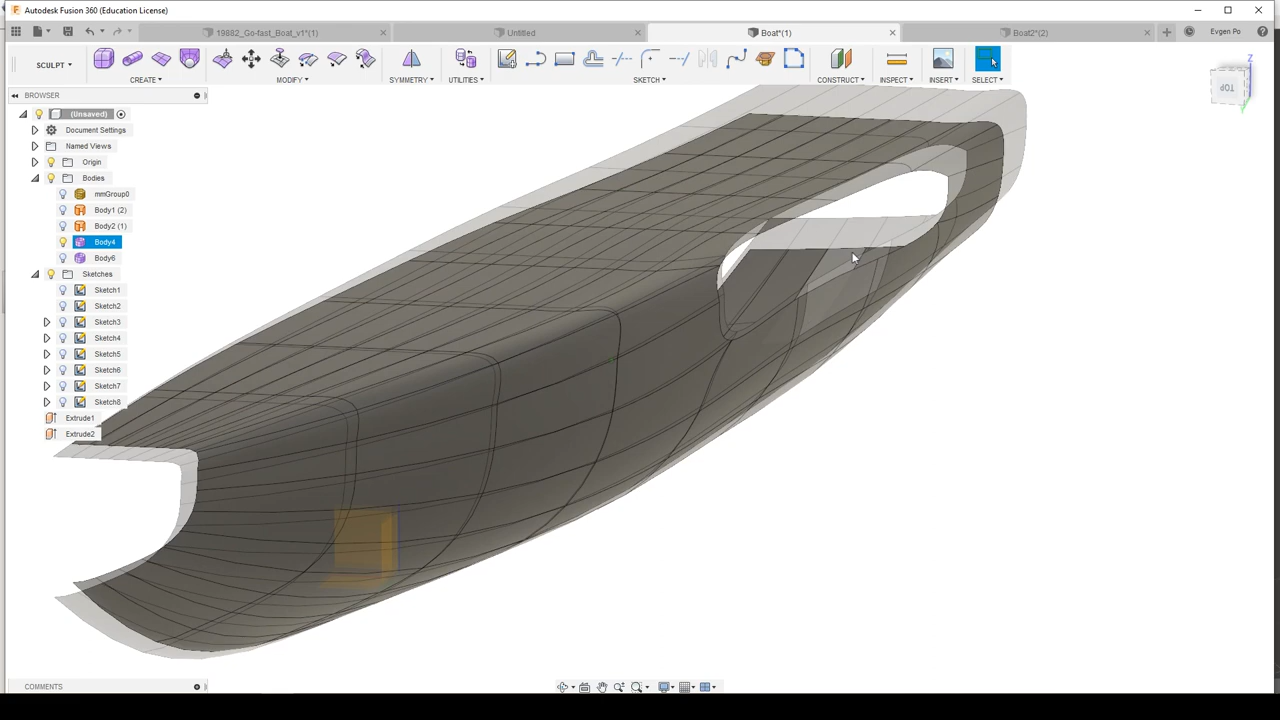 Autodesk Fusion 360 (Education License)
19882_Go-fast_Boat_v1*(1)
Untitled
Boat*(1)
Boat2*(2)
Evgen Po
SCULPT
CREATE
MODIFY
SYMMETRY
UTILITIES
SKETCH
CONSTRUCT
INSPECT
INSERT
SELECT
BROWSER
(Unsaved)
Document Settings
Named Views
Origin
Bodies
mmGroup0
Body1 (2)
Body2 (1)
Body4
Body6
Sketches
Sketch1
Sketch2
Sketch3
Sketch4
Sketch5
Sketch6
Sketch7
Sketch8
Extrude1
Extrude2
Z
TOP
Y
COMMENTS